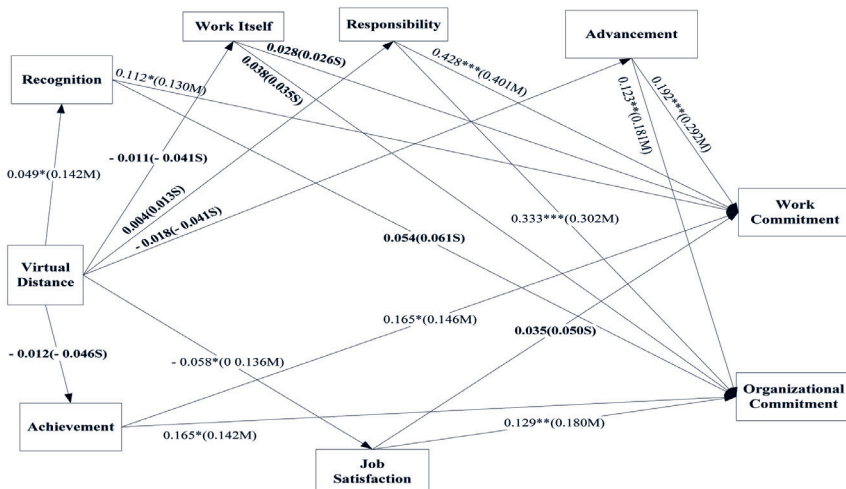 Work Itself
Responsibility
Advancement
0.028(0.026S)
0.428***(0.401M)
0.038(0.035S)
Recognition
0.112*(0.130M)
0.192***(0.292M)
0.123**(0.181M)
- 0.011(- 0.041S)
0.049*(0.142M)
0.004(0.013S)
- 0.018(- 0.041S)
0.333***(0.302M)
Work
Commitment
0.054(0.061S)
Virtual
Distance
0.165*(0.146M)
0.035(0.050S)
- 0.012(- 0.046S)
- 0.058*(0 0.136M)
Organizational
Commitment
Achievement
0.165*(0.142M)
0.129**(0.180M)
Job
Satisfaction